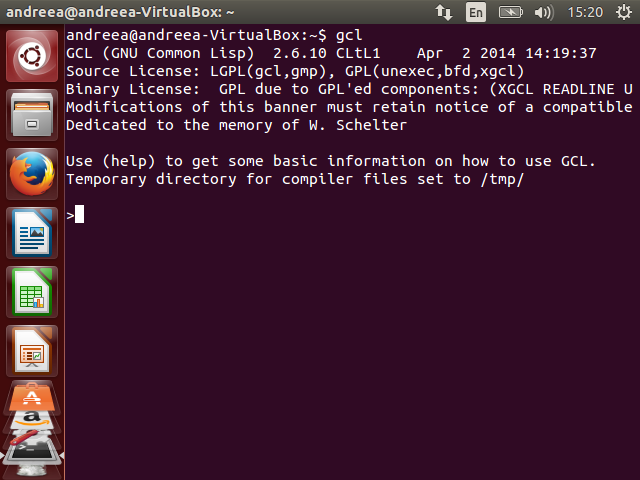 andreea@andreea-VirtualBox: ~
En
15:20
andreea@andreea-VirtualBox:~$ gcl
GCL (GNU Common Lisp)  2.6.10 CLtL1    Apr  2 2014 14:19:37
Source License: LGPL(gcl,gmp), GPL(unexec,bfd,xgcl)
Binary License:  GPL due to GPL'ed components: (XGCL READLINE U
Modifications of this banner must retain notice of a compatible
Dedicated to the memory of W. Schelter
Use (help) to get some basic information on how to use GCL.
Temporary directory for compiler files set to /tmp/
>